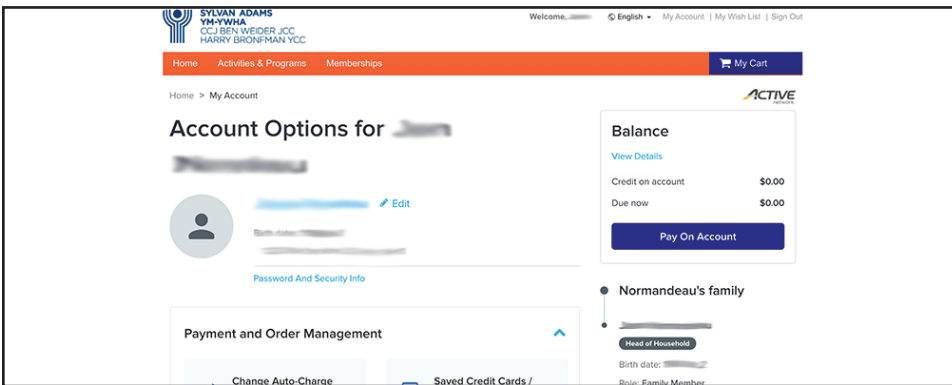 SYLVAN ADAMS
YM-YWHA
CCJ BEN WEIDER JCC
HARRY BRONFMAN YCC
Welcome,
English
My Account | My Wish List | Sign Out
Home Activities & Programs Memberships
My Cart
Home > My Account
ACTIVE
network
Account Options for
Edit
Birth date:
Password And Security Info
Balance
View Details
Credit on account $0.00
Due now $0.00
Pay On Account
Normandeau's family
Head of Household
Birth date:
Role: Family Member
Payment and Order Management
Change Auto-Charge
Saved Credit Cards /